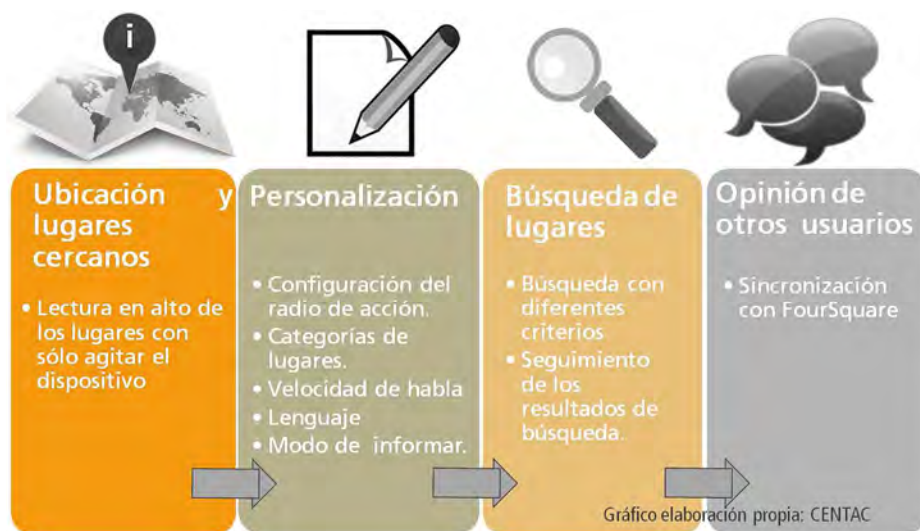 i
Ubicación y
lugares
cercanos
• Lectura en alto de
los lugares con
sólo agitar el
dispositivo
Personalización
• Configuración del
radio de acción.
• Categorías de
lugares.
• Velocidad de habla
• Lenguaje
• Modo de informar.
Búsqueda de
lugares
• Búsqueda con
diferentes
criterios
• Seguimiento
de los
resultados de
búsqueda.
Opinión de
otros usuarios
• Sincronización
con FourSquare
Gráfico elaboración propia: CENTAC